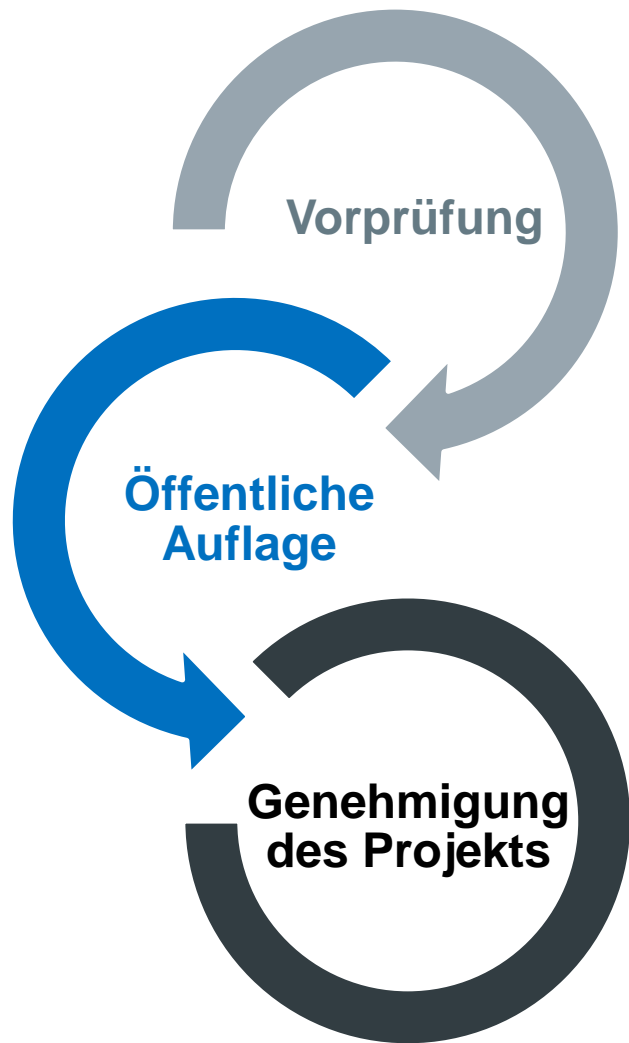 Vorprüfung
Öffentliche
Auflage
Genehmigung
des Projekts